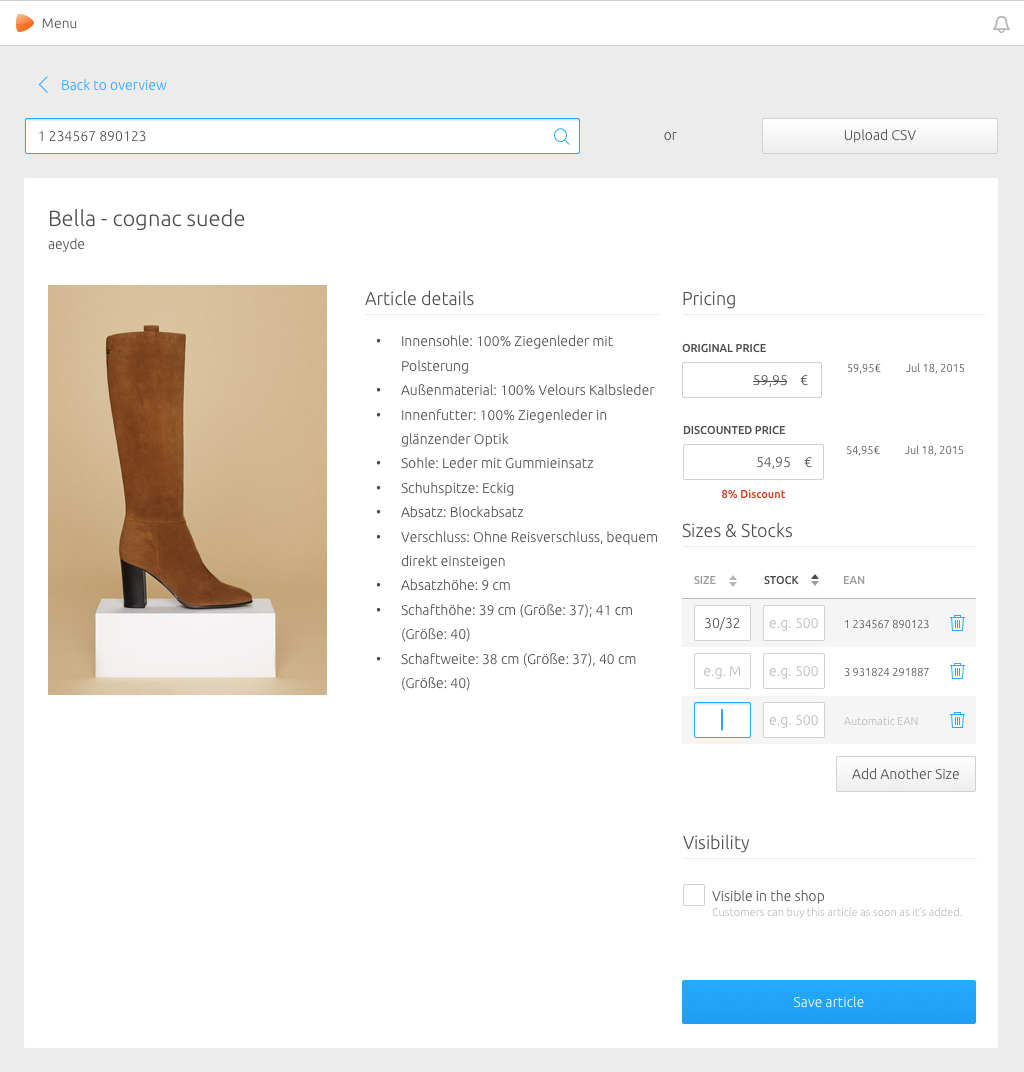 Menu
Back to overview
1 234567 890123
or
Upload CSV
Bella - cognac suede
aeyde
Article details
• Innensohle: 100% Ziegenleder mit
Polsterung
• Außenmaterial: 100% Velours Kalbsleder
• Innenfutter: 100% Ziegenleder in
glänzender Optik
• Sohle: Leder mit Gummieinsatz
• Schuhspitze: Eckig
• Absatz: Blockabsatz
• Verschluss: Ohne Reisverschluss, bequem
direkt einsteigen
• Absatzhöhe: 9 cm
• Schafthöhe: 39 cm (Größe: 37); 41 cm
(Größe: 40)
• Schaftweite: 38 cm (Größe: 37), 40 cm
(Größe: 40)
Pricing
ORIGINAL PRICE
59,95 € 59,95€ Jul 18, 2015
DISCOUNTED PRICE
54,95 € 54,95€ Jul 18, 2015
8% Discount
Sizes & Stocks
SIZE STOCK EAN
30/32 e.g. 500 1 234567 890123
e.g. M e.g. 500 3 931824 291887
e.g. 500 Automatic EAN
Add Another Size
Visibility
Visible in the shop
Customers can buy this article as soon as it's added.
Save article